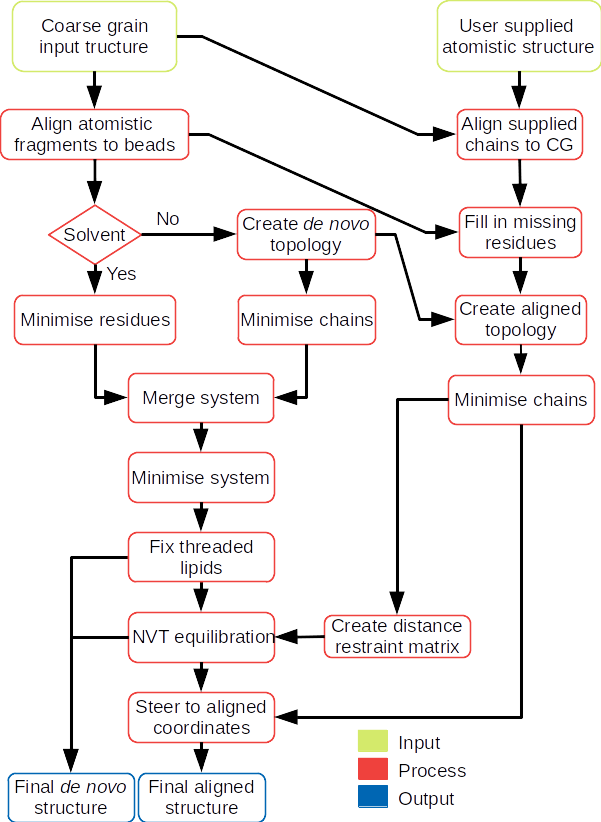 Coarse grain
input tructure
User supplied
atomistic structure
Align atomistic
fragments to beads
Align supplied
chains to CG
Solvent
No
Yes
Create de novo
topology
Fill in missing
residues
Minimise residues
Minimise chains
Create aligned
topology
Merge system
Minimise chains
Minimise system
Fix threaded
lipids
NVT equilibration
Create distance
restraint matrix
Steer to aligned
coordinates
Final de novo
structure
Final aligned
structure
Input
Process
Output